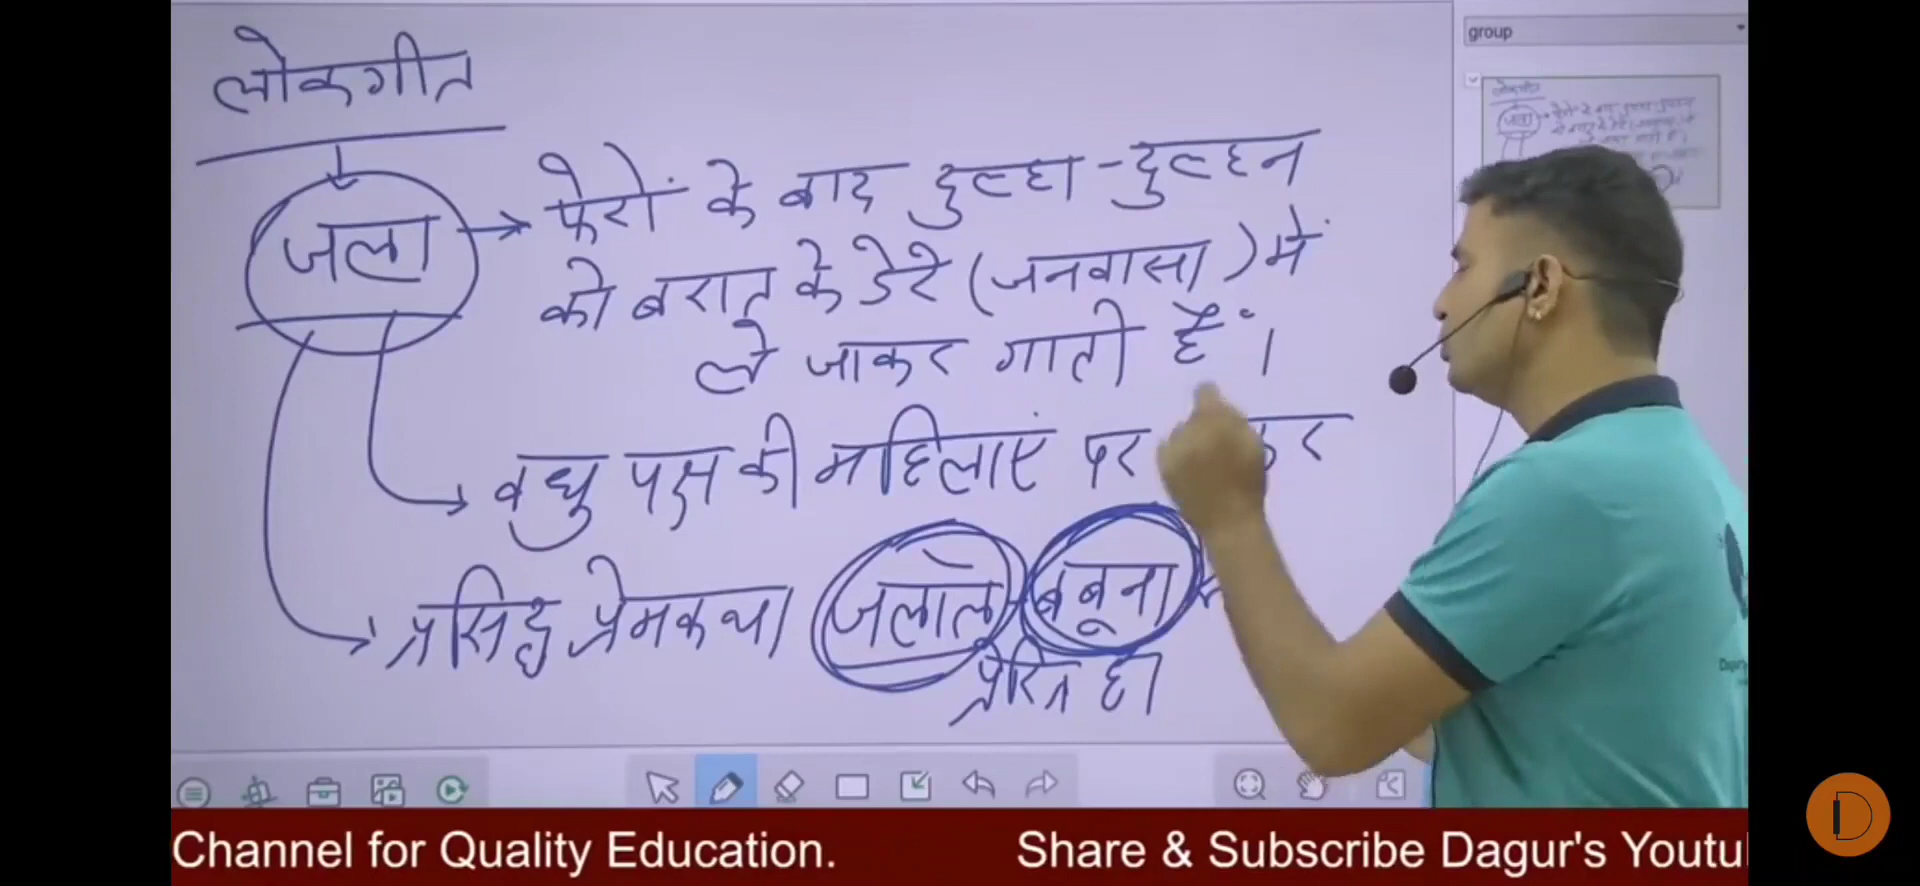 लोकगीत
जला → फेरों के बाद दुल्हा-दुल्हन
को बरात के डेरे (जनवासा) में
ले जाकर गाती हैं।
वधु पक्ष की महिलाएं
प्रसिद्ध प्रेमकथा जलाल बबूना
प्रेरित है।
group
Channel for Quality Education. Share & Subscribe Dagur's Youtu